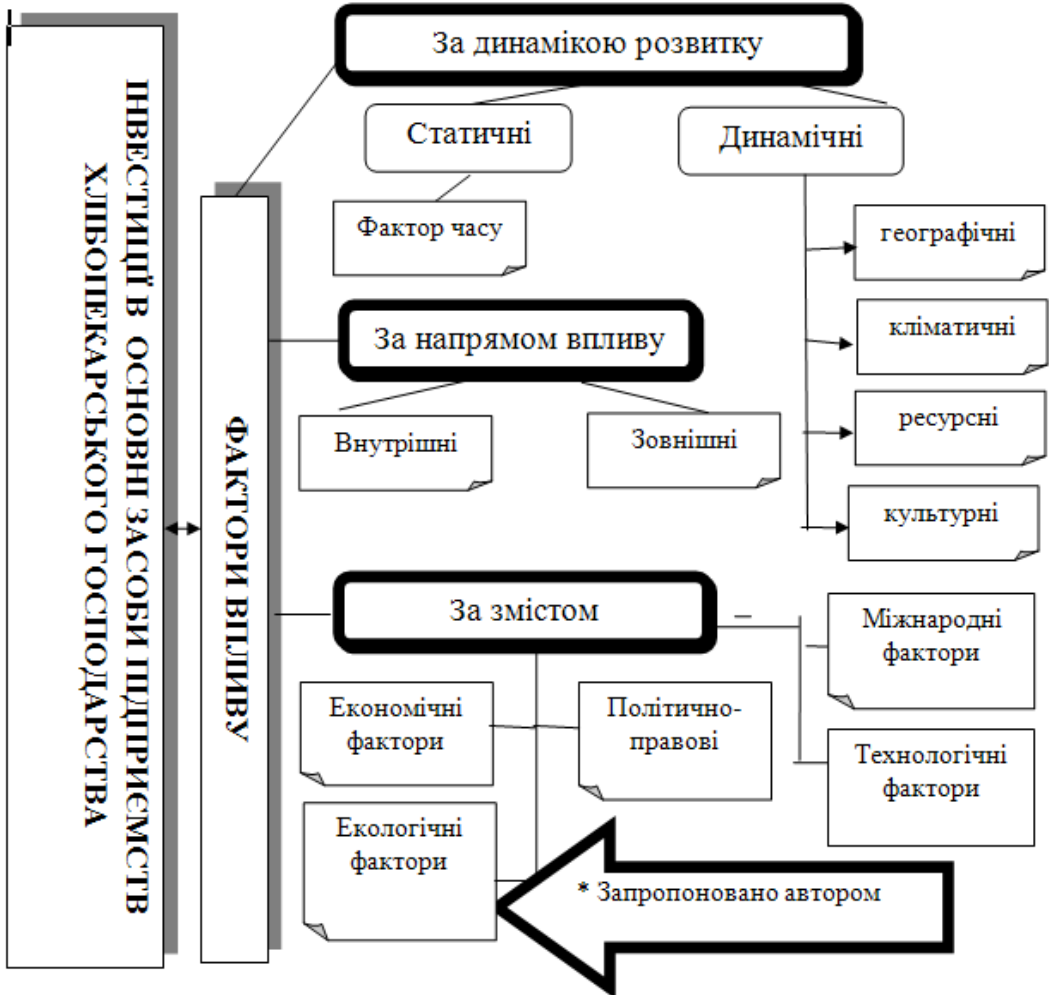 ІНВЕСТИЦІЇ В ОСНОВНІ ЗАСОБИ ПІДПРИЄМСТВ
ХЛІБОПЕКАРСЬКОГО ГОСПОДАРСТВА
ФАКТОРИ ВПЛИВУ
За динамікою розвитку
Статичні
Динамічні
Фактор часу
географічні
кліматичні
ресурсні
культурні
За напрямом впливу
Внутрішні
Зовнішні
За змістом
Економічні
фактори
Політично-
правові
Міжнародні
фактори
Технологічні
фактори
Екологічні
фактори
* Запропоновано автором